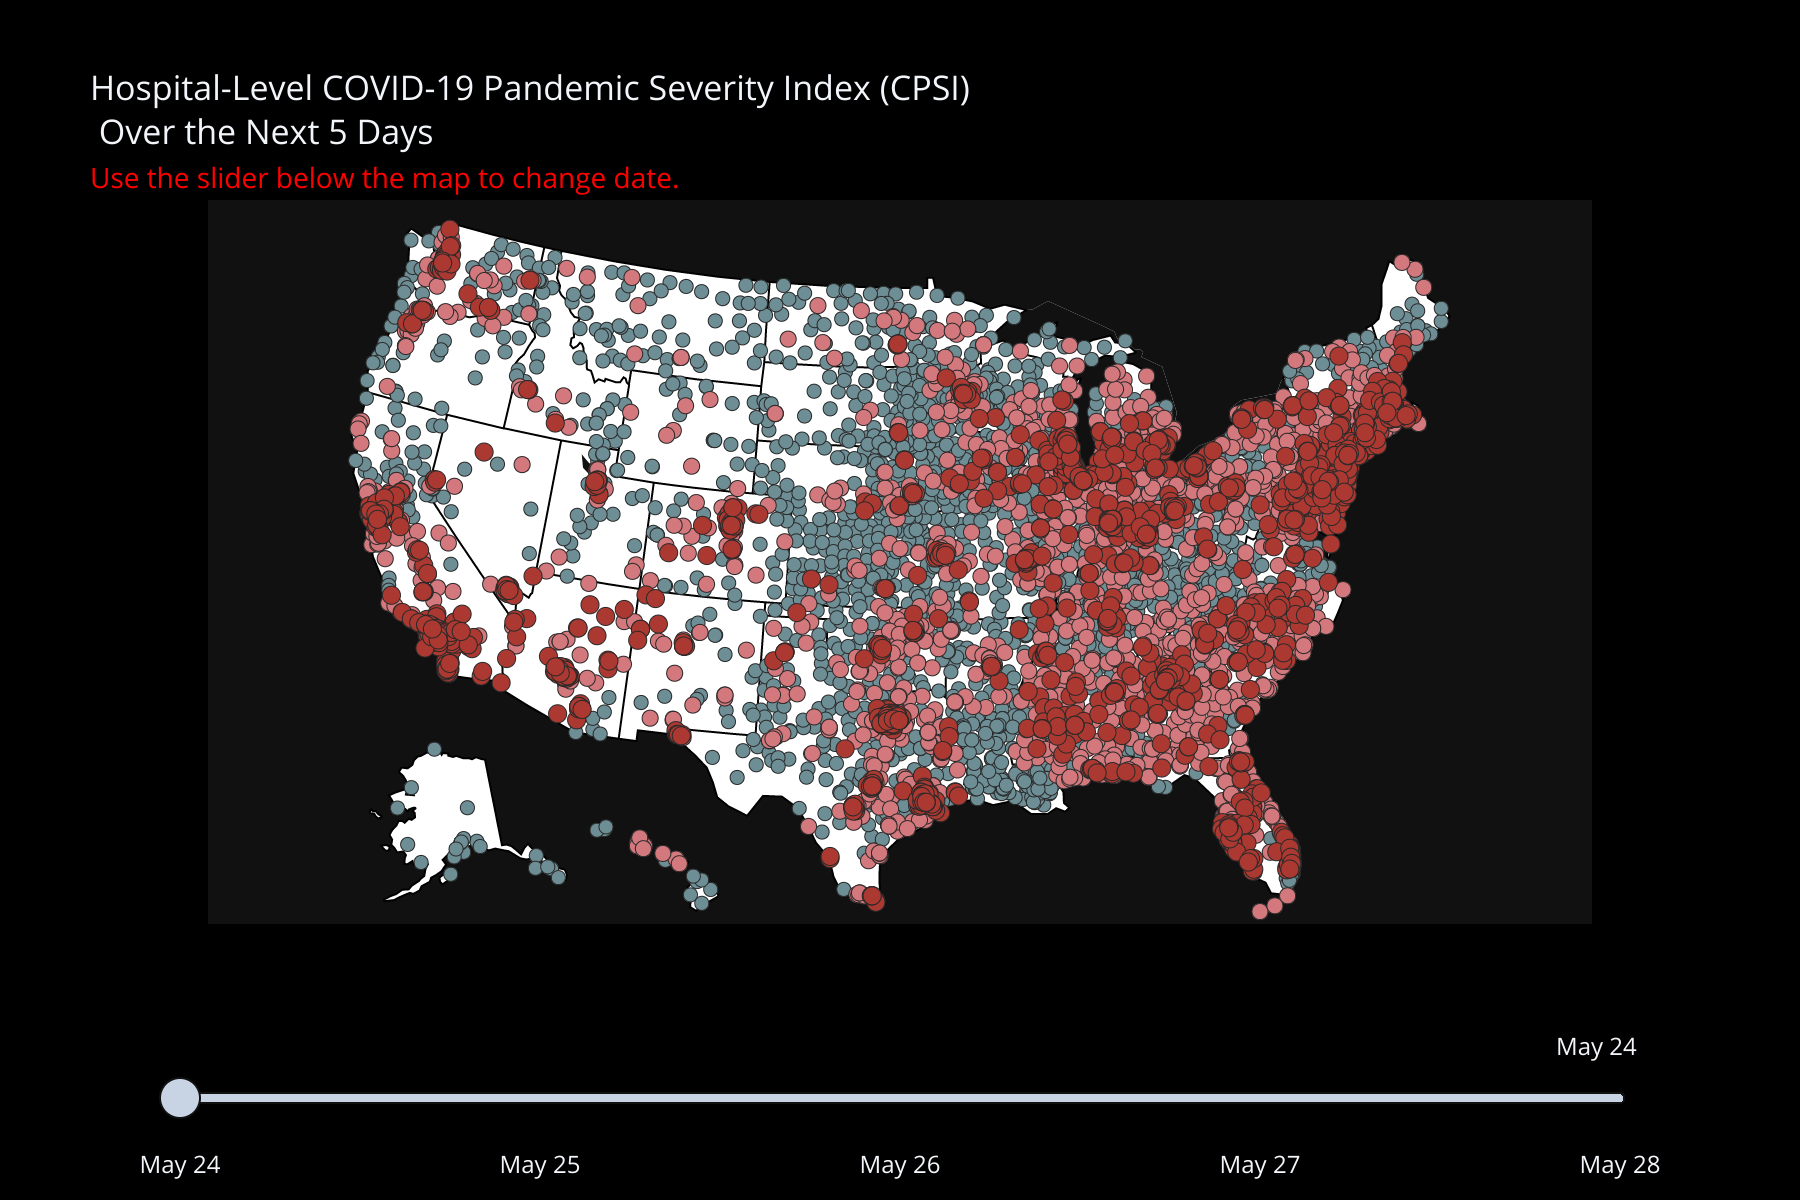 Hospital-Level COVID-19 Pandemic Severity Index (CPSI)
Over the Next 5 Days
Use the slider below the map to change date.
May 24
May 24 May 25 May 26 May 27 May 28